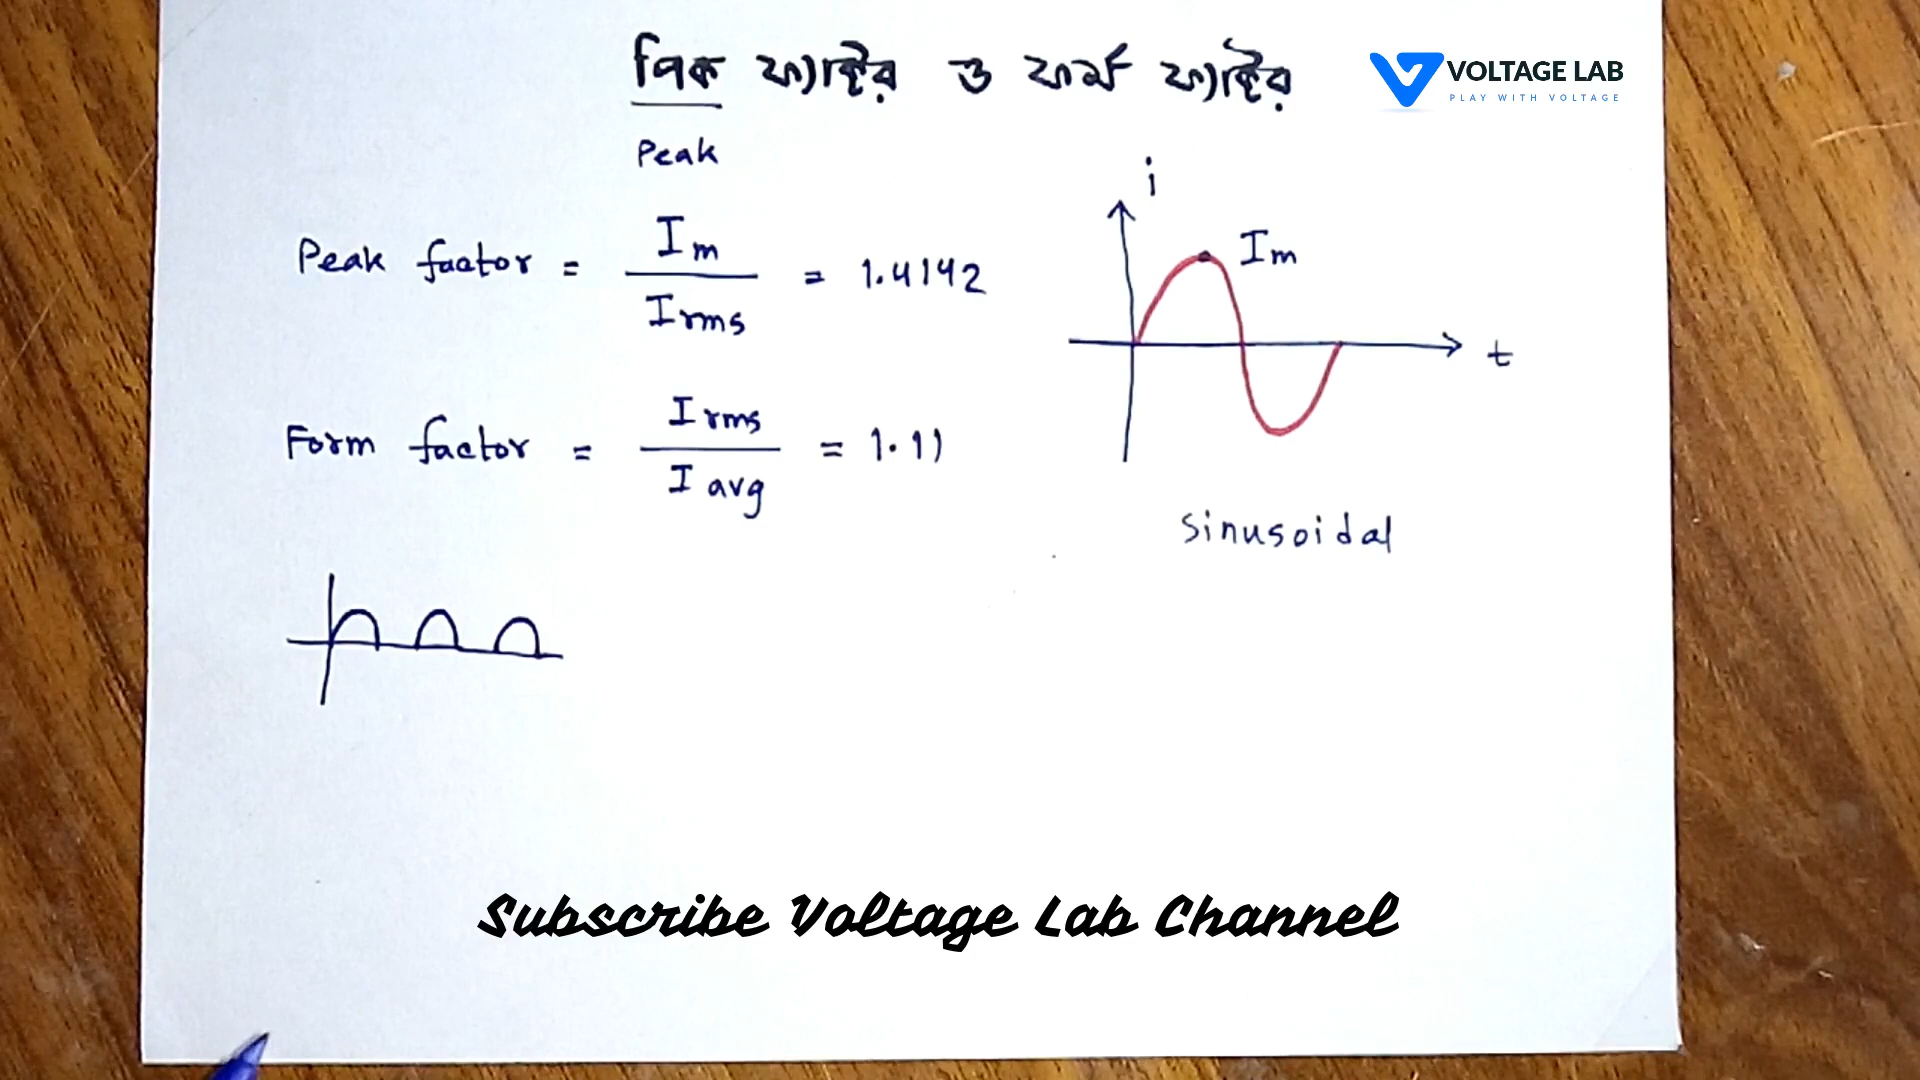 পিক ফ্যাক্টর ও ফর্ম ফ্যাক্টর
VOLTAGE LAB
PLAY WITH VOLTAGE
Peak
i
Im
Peak factor = Im / Irms = 1.4142
t
Form factor = Irms / Iavg = 1.11
Sinusoidal
Subscribe Voltage Lab Channel